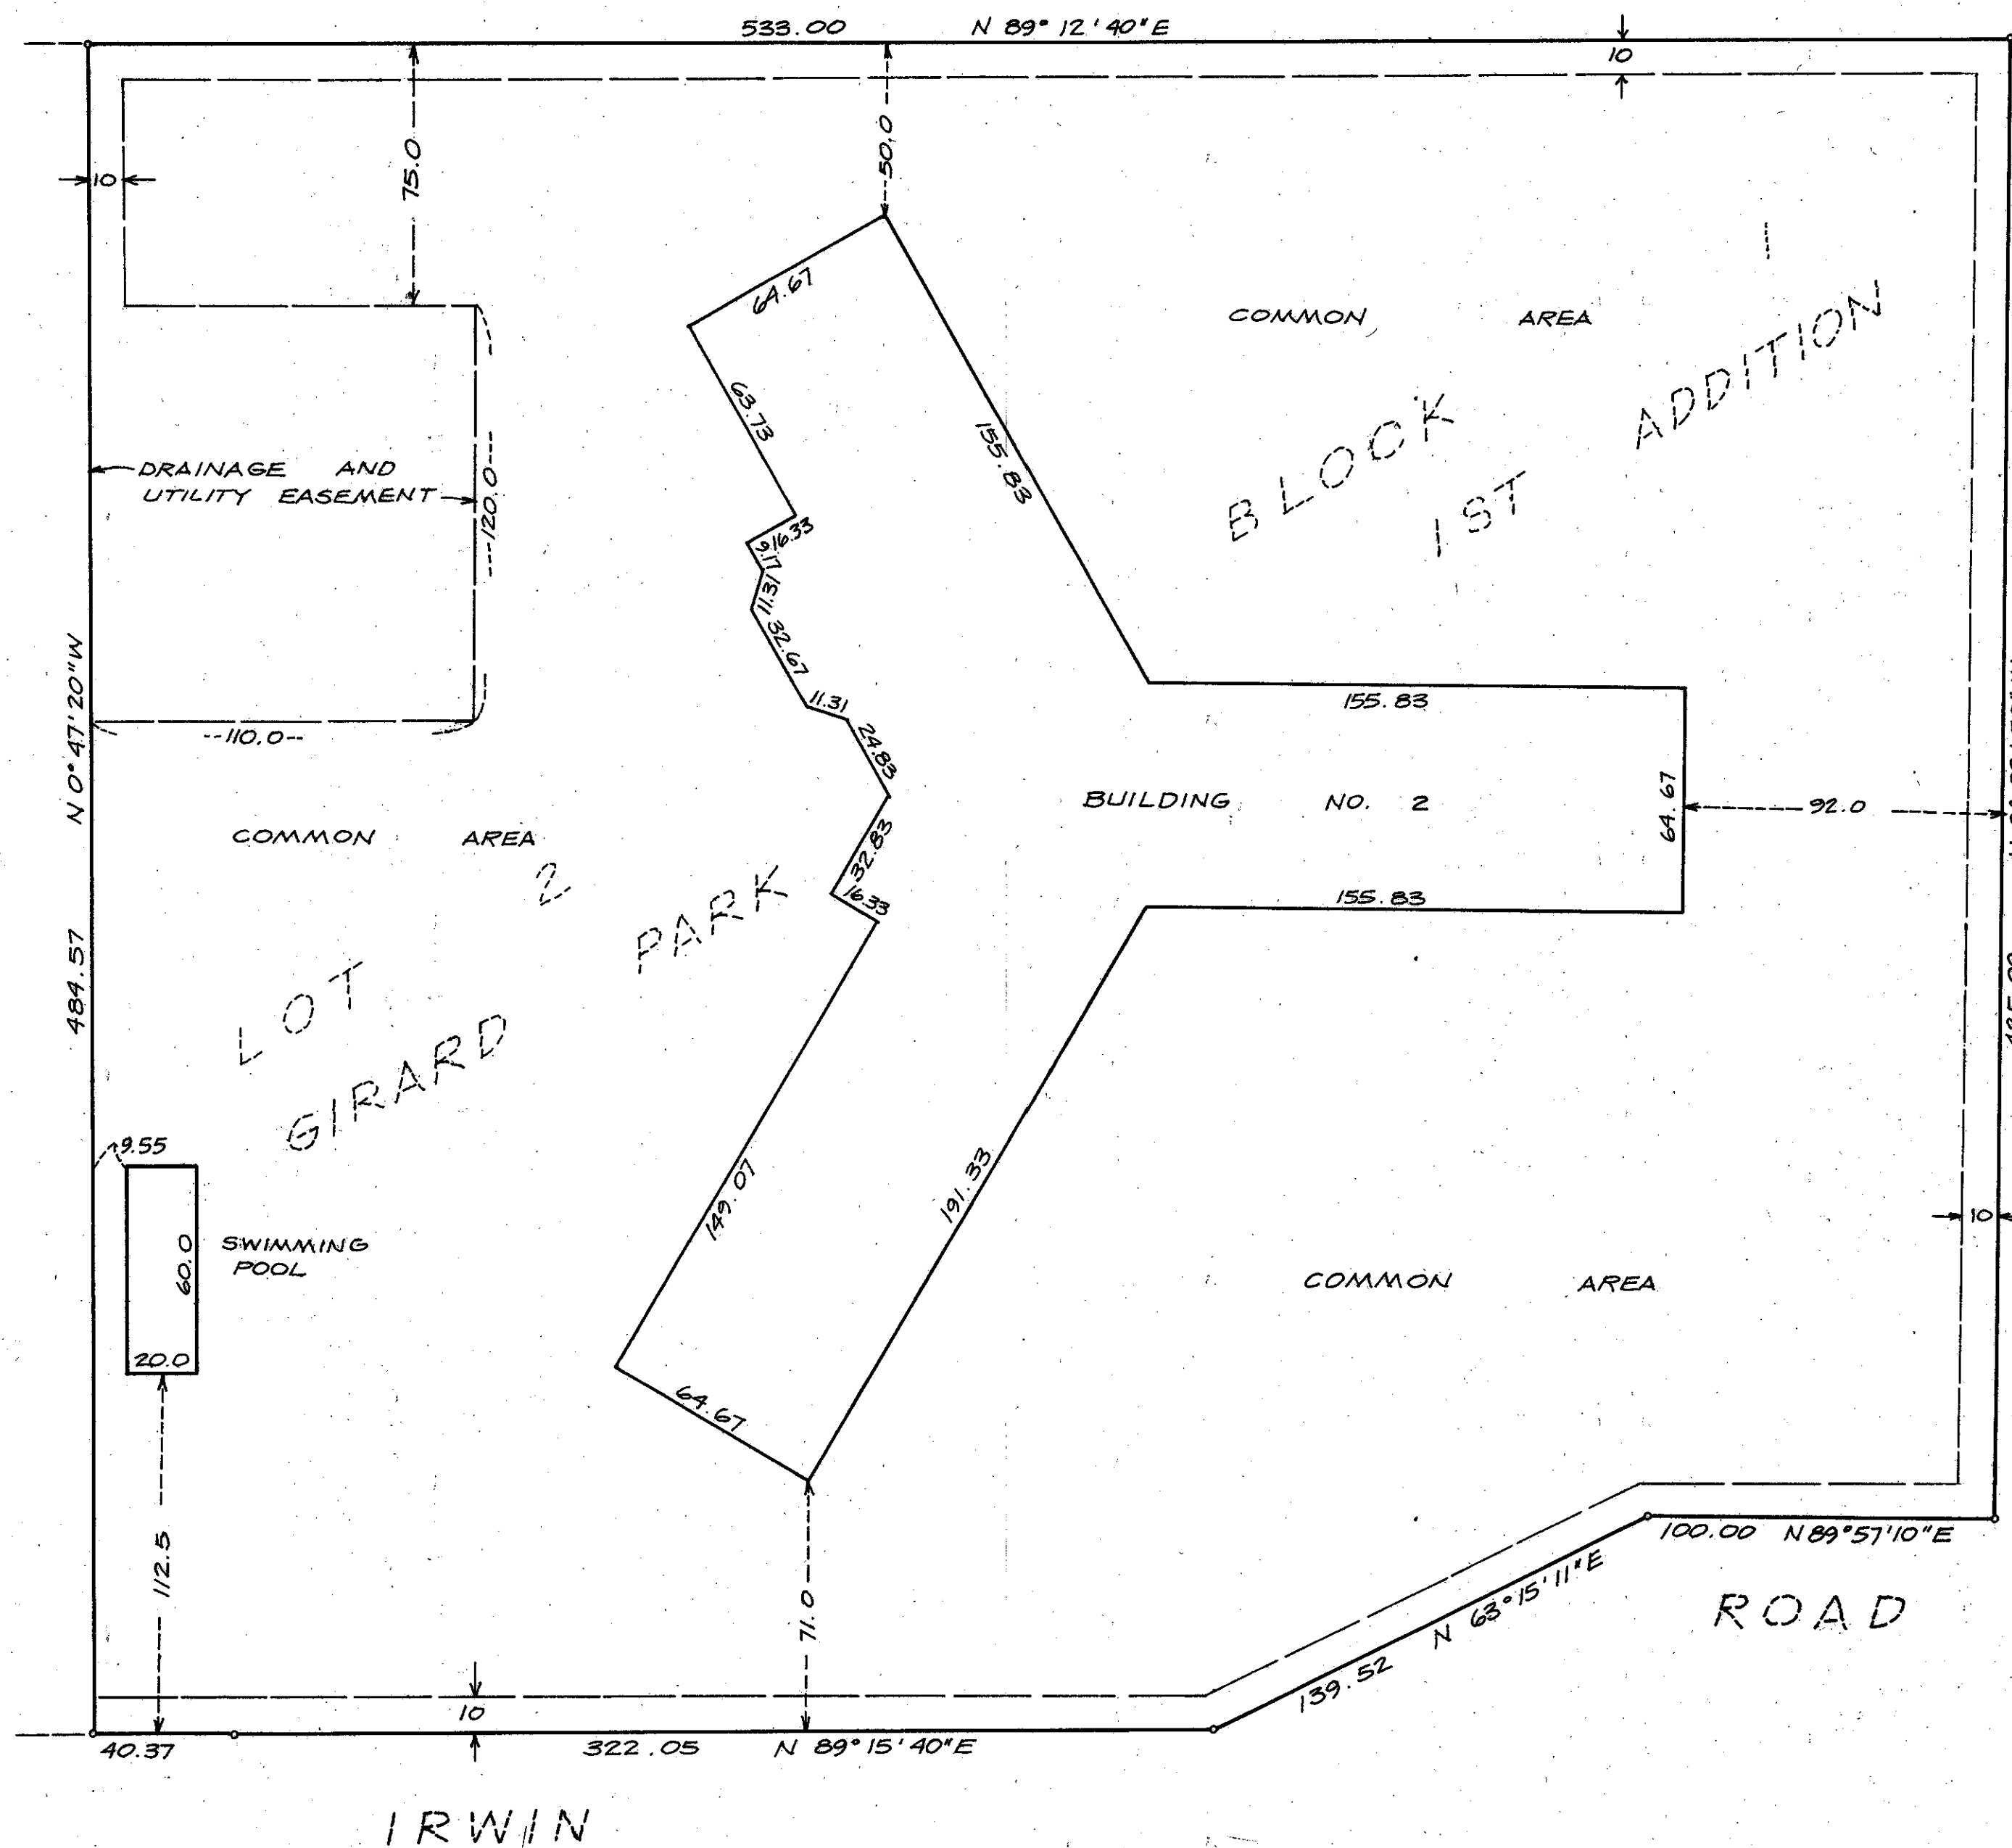 533.00 N 89° 12' 40" E
10
10
75.0
50.0
64.67
COMMON AREA
1
BLOCK
1ST ADDITION
63.73
155.83
DRAINAGE AND
UTILITY EASEMENT
120.0
16.33
9.17
11.31
32.67
11.31
24.83
155.83
110.0
N 0° 47' 20" W
484.57
COMMON AREA
BUILDING NO. 2
64.67
92.0
32.83
16.33
155.83
LOT 2
GIRARD PARK
9.55
SWIMMING
POOL
60.0
20.0
149.07
191.33
10
COMMON AREA
64.67
112.5
71.0
100.00 N 89° 57' 10" E
139.52 N 63° 15' 11" E
ROAD
10
40.37
322.05 N 89° 15' 40" E
IRWIN